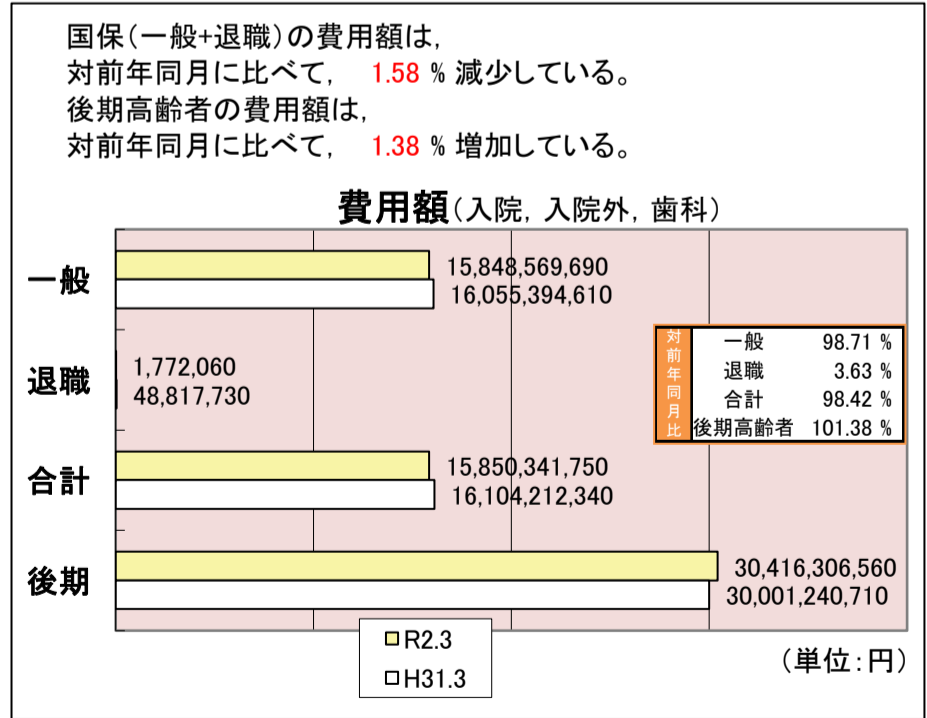 国保(一般+退職)の費用額は,
対前年同月に比べて, 1.58 % 減少している。
後期高齢者の費用額は,
対前年同月に比べて, 1.38 % 増加している。
費用額(入院, 入院外, 歯科)
一般
15,848,569,690
16,055,394,610
退職
1,772,060
48,817,730
合計
15,850,341,750
16,104,212,340
後期
30,416,306,560
30,001,240,710
対前年同月比
一般 98.71 %
退職 3.63 %
合計 98.42 %
後期高齢者 101.38 %
R2.3
H31.3
(単位:円)